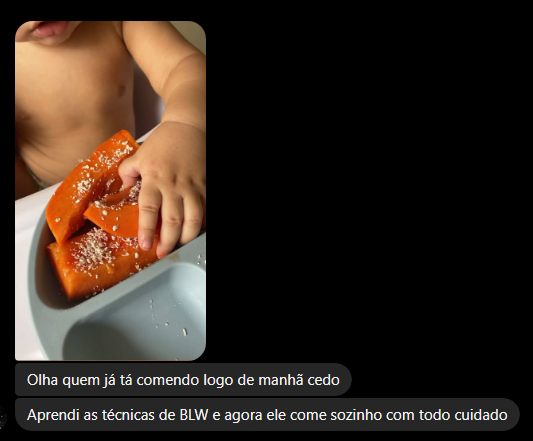 Olha quem já tá comendo logo de manhã cedo
Aprendi as técnicas de BLW e agora ele come sozinho com todo cuidado